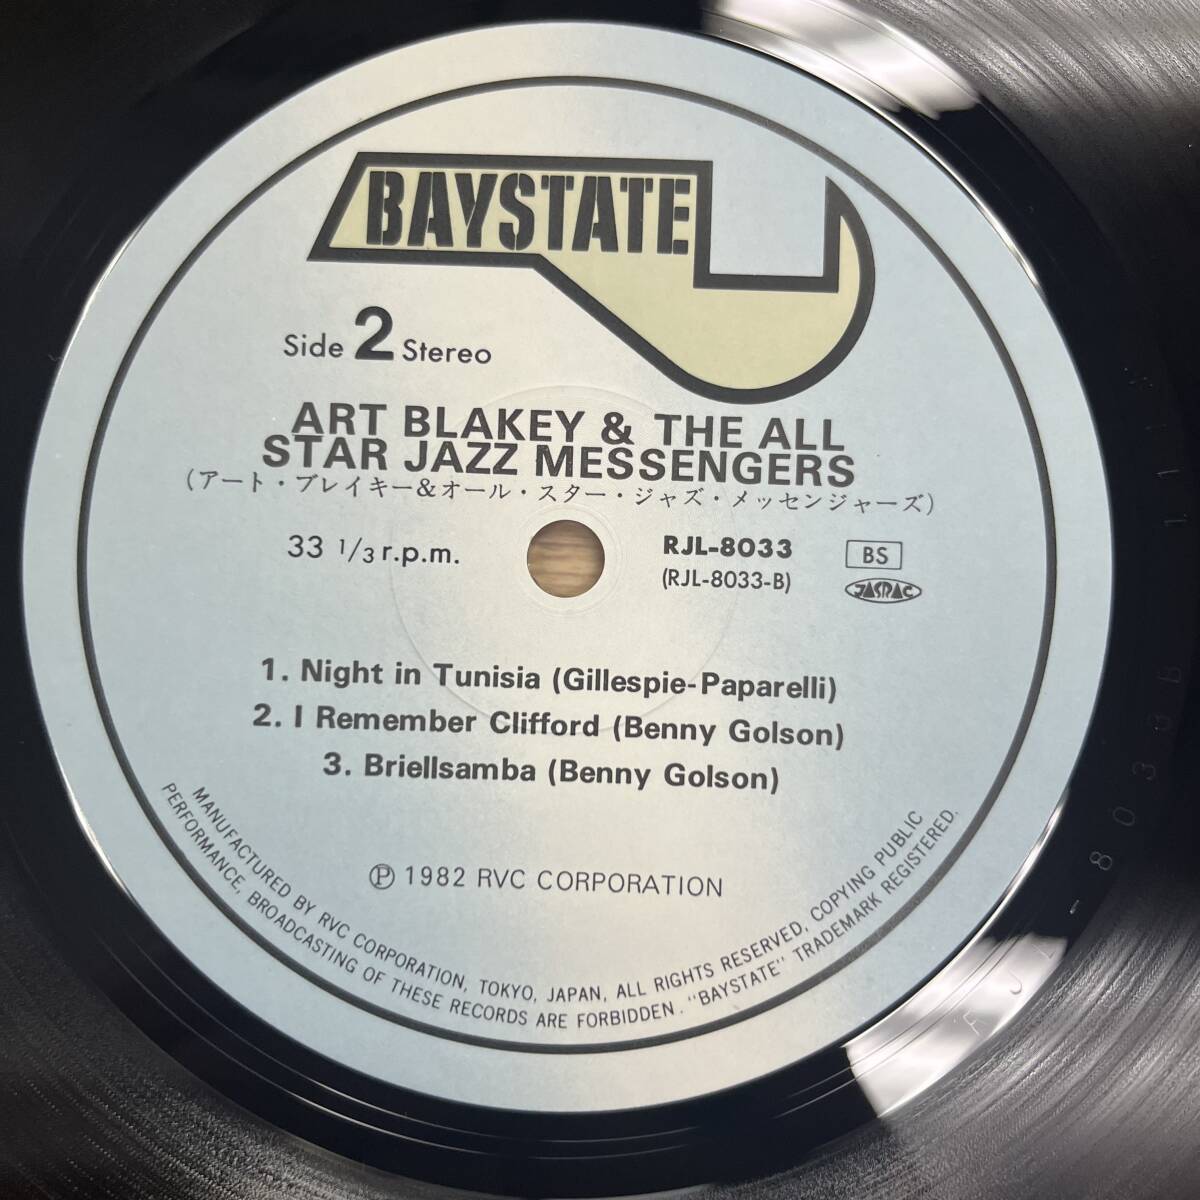 BAYSTATE
Side 2 Stereo
ART BLAKEY & THE ALL
STAR JAZZ MESSENGERS
(アート・ブレイキー&オール・スター・ジャズ・メッセンジャーズ)
33 1/3 r.p.m.
RJL-8033
(RJL-8033-B)
BS
JASRAC
1. Night in Tunisia (Gillespie-Paparelli)
2. I Remember Clifford (Benny Golson)
3. Briellsamba (Benny Golson)
Ⓟ 1982 RVC CORPORATION
MANUFACTURED BY RVC CORPORATION, TOKYO, JAPAN, ALL RIGHTS RESERVED, COPYING PUBLIC
PERFORMANCE, BROADCASTING OF THESE RECORDS ARE FORBIDDEN. "BAYSTATE" TRADEMARK REGISTERED.